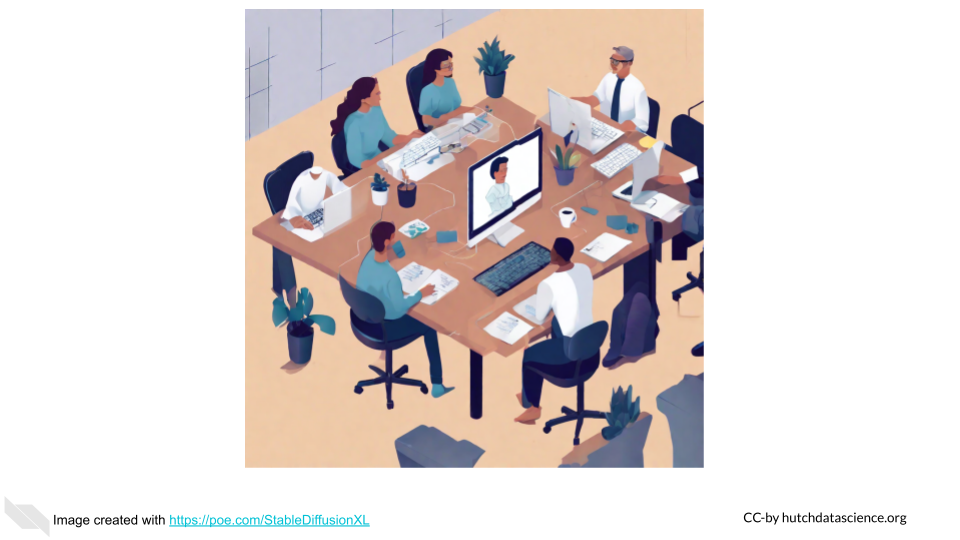 Image created with https://poe.com/StableDiffusionXL
CC-by hutchdatascience.org